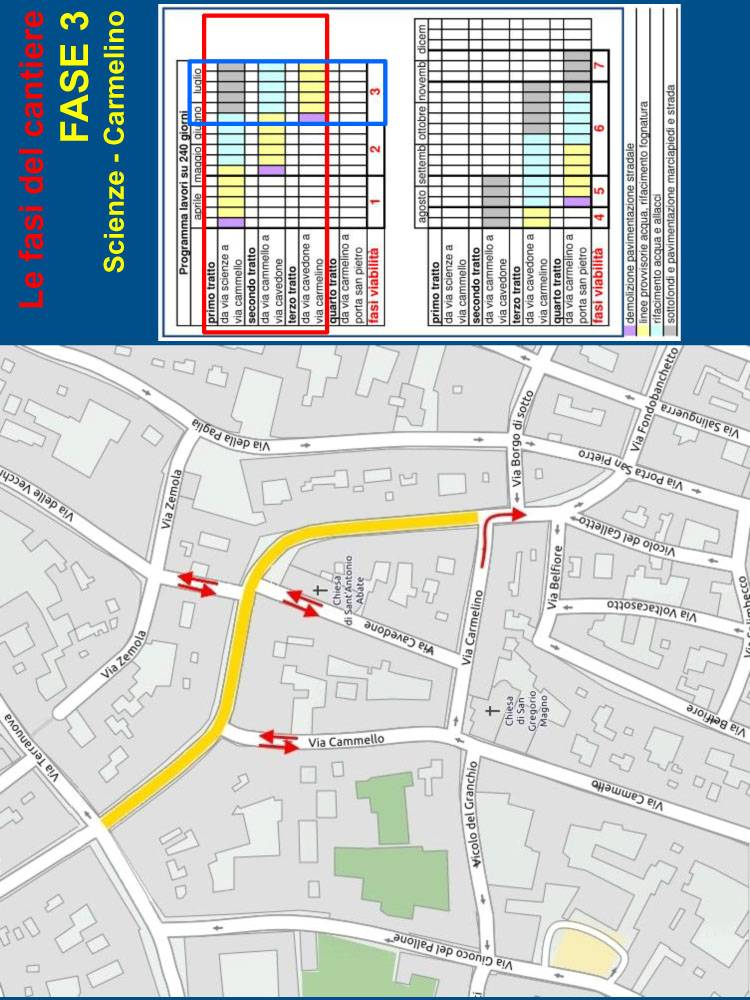 Le fasi del cantiere
FASE 3
Scienze - Carmelino
Programma lavori su 240 giorni
aprile maggio giugno luglio
primo tratto
da via scienze a
via cammello
secondo tratto
da via cammello a
via cavedone
terzo tratto
da via cavedone a
via carmelino
quarto tratto
da via carmelino a
porta san pietro
fasi viabilità 1 2 3
agosto settemb ottobre novemb dicem
primo tratto
da via scienze a
via cammello
secondo tratto
da via cammello a
via cavedone
terzo tratto
da via cavedone a
via carmelino
quarto tratto
da via carmelino a
porta san pietro
fasi viabilità 4 5 6 7
demolizione pavimentazione stradale
linee provvisorie acqua, rifacimento fognatura
rifacimento acqua e allacci
sottofondi e pavimentazione marciapiedi e strada
Via delle Vecchi
Via Zemola
Via della Paglia
Via Borgo di sotto
Via Fondobanchetto
Via Salinguerra
Via Porta San Pietro
Vicolo del Galletto
Via Belfiore
Via Voltacasotto
Via Belfiore
Via Carmelino
Chiesa
di Sant'Antonio
Abate
Via Cavedone
Via Zemola
Via Terranuova
Via Cammello
Chiesa
di San
Gregorio
Magno
Via Cammello
Vicolo del Granchio
Via Giuoco del Pallone